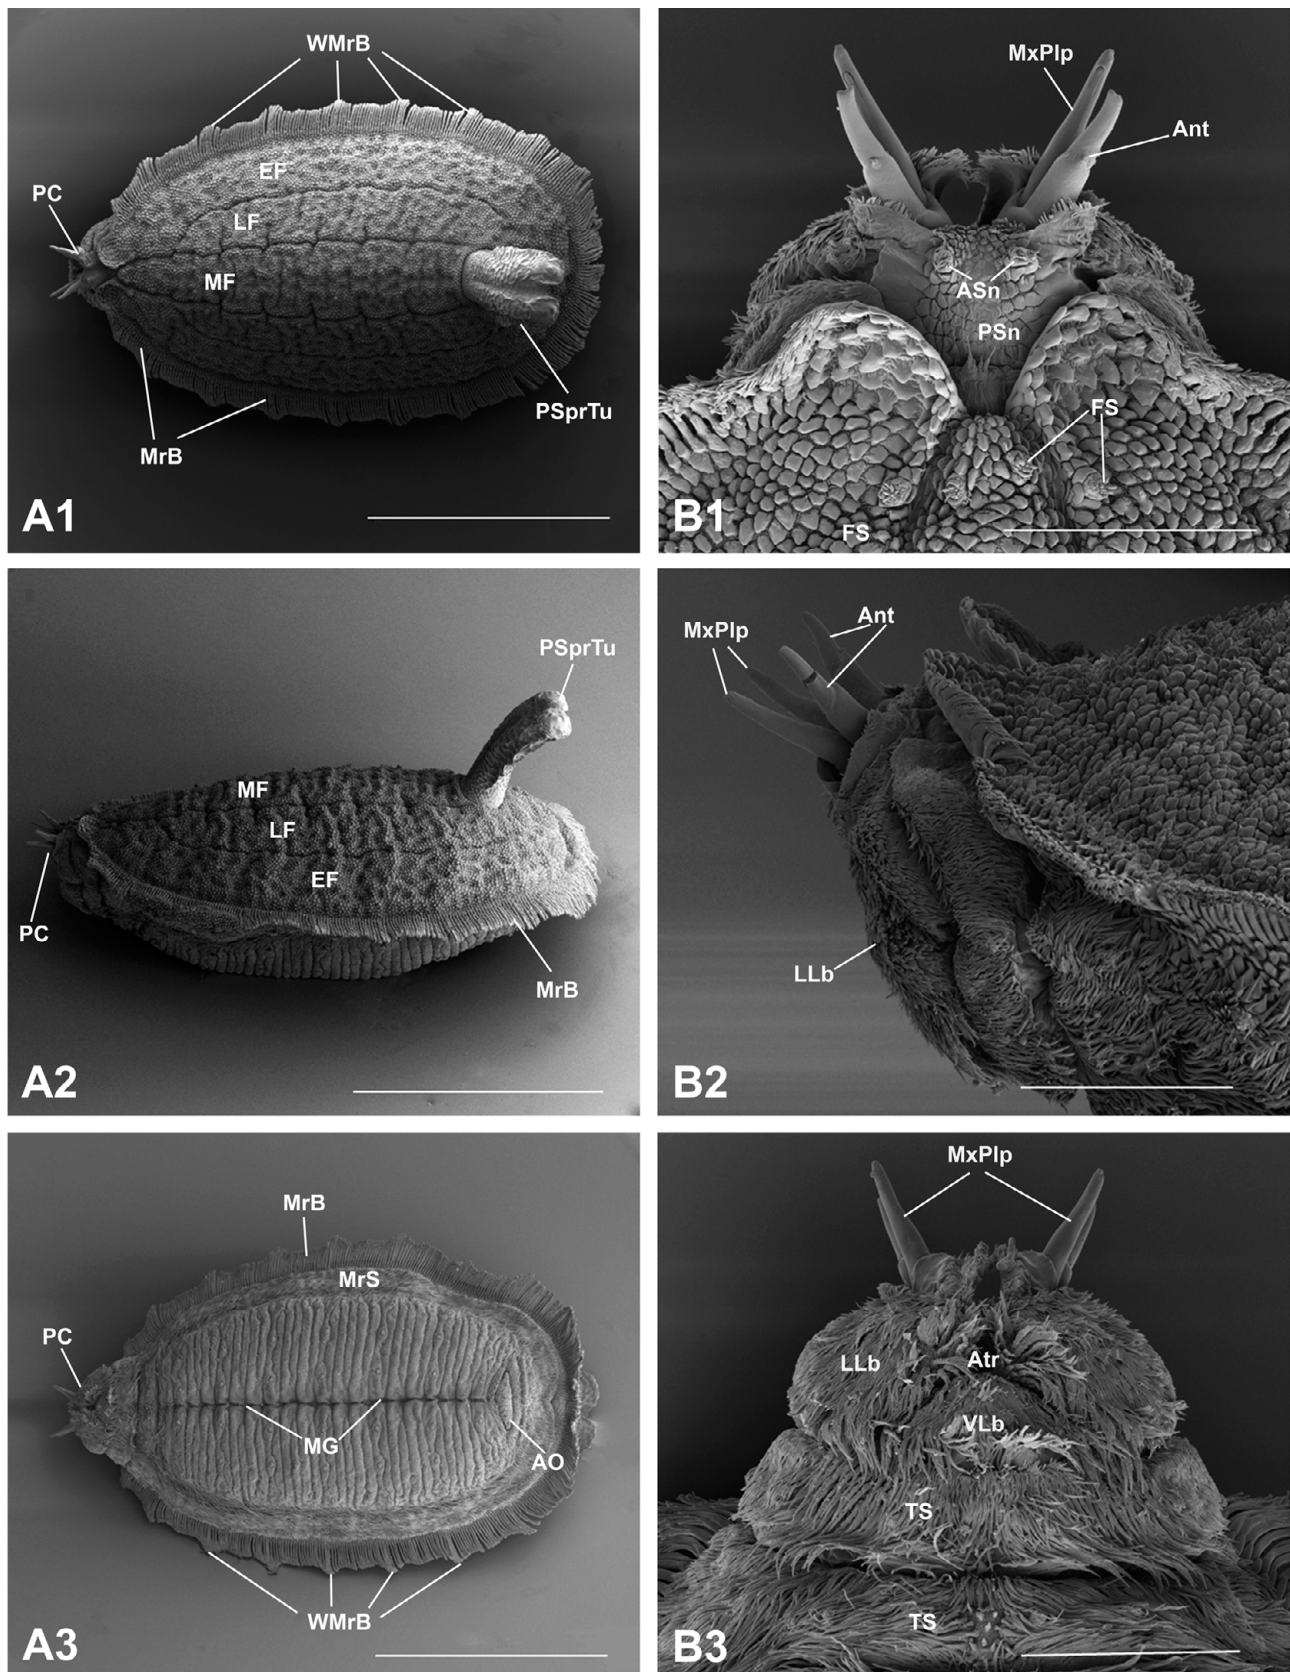 WMrB
PC
EF
LF
MF
PSprTu
MrB
A1
MxPlp
Ant
ASn
PSn
FS
FS
B1
PSprTu
MF
LF
EF
PC
MrB
A2
Ant
MxPlp
LLb
B2
MrB
MrS
PC
MG
AO
WMrB
A3
MxPlp
LLb
Atr
VLb
TS
TS
B3